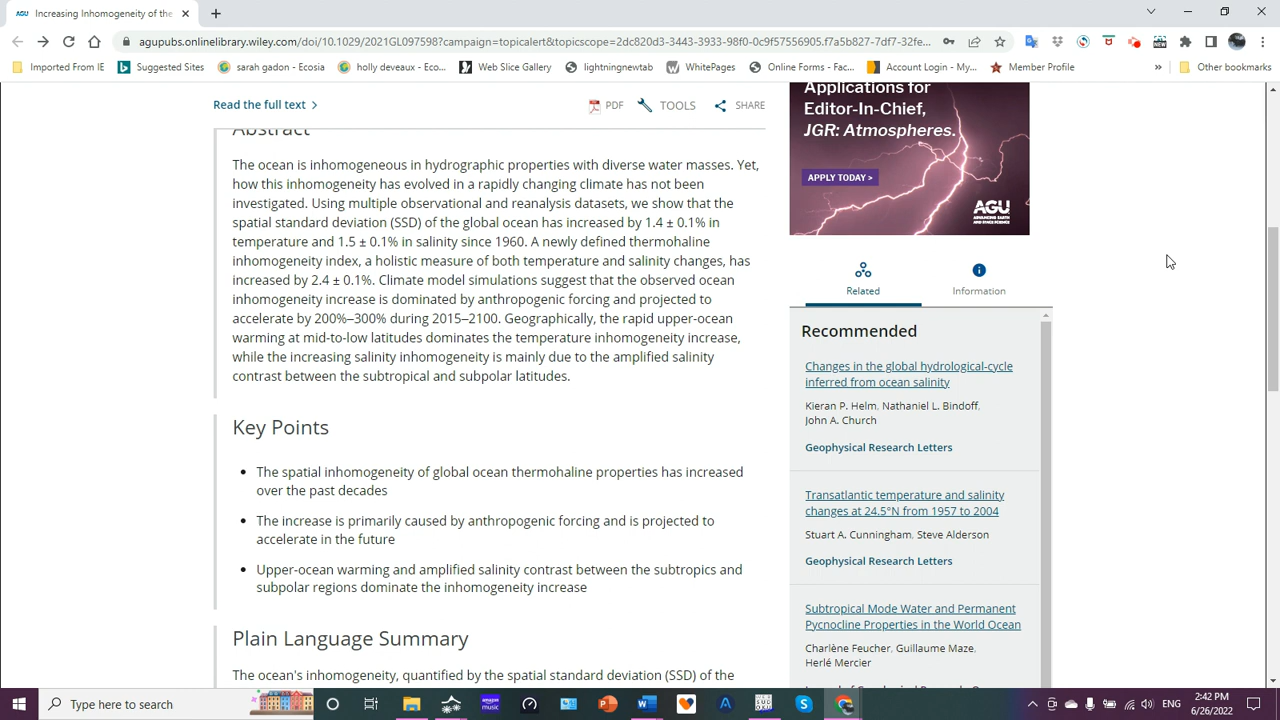 AGU Increasing Inhomogeneity of the
agupubs.onlinelibrary.wiley.com/doi/10.1029/2021GL097598?campaign=topicalert&topicscope=2dc820d3-3443-3933-98f0-0c9f57556905.f7a5b827-7df7-32fe...
Imported From IE Suggested Sites sarah gadon - Ecosia holly deveaux - Eco... Web Slice Gallery lightningnewtab WhitePages Online Forms - Fac... Account Login - My... Member Profile » Other bookmarks
Read the full text > PDF TOOLS SHARE
Abstract
The ocean is inhomogeneous in hydrographic properties with diverse water masses. Yet,
how this inhomogeneity has evolved in a rapidly changing climate has not been
investigated. Using multiple observational and reanalysis datasets, we show that the
spatial standard deviation (SSD) of the global ocean has increased by 1.4 ± 0.1% in
temperature and 1.5 ± 0.1% in salinity since 1960. A newly defined thermohaline
inhomogeneity index, a holistic measure of both temperature and salinity changes, has
increased by 2.4 ± 0.1%. Climate model simulations suggest that the observed ocean
inhomogeneity increase is dominated by anthropogenic forcing and projected to
accelerate by 200%–300% during 2015–2100. Geographically, the rapid upper-ocean
warming at mid-to-low latitudes dominates the temperature inhomogeneity increase,
while the increasing salinity inhomogeneity is mainly due to the amplified salinity
contrast between the subtropical and subpolar latitudes.
Key Points
• The spatial inhomogeneity of global ocean thermohaline properties has increased
over the past decades
• The increase is primarily caused by anthropogenic forcing and is projected to
accelerate in the future
• Upper-ocean warming and amplified salinity contrast between the subtropics and
subpolar regions dominate the inhomogeneity increase
Plain Language Summary
The ocean's inhomogeneity, quantified by the spatial standard deviation (SSD) of the
Applications for
Editor-In-Chief,
JGR: Atmospheres.
APPLY TODAY >
AGU
ADVANCING EARTH
AND SPACE SCIENCE
Related Information
Recommended
Changes in the global hydrological-cycle
inferred from ocean salinity
Kieran P. Helm, Nathaniel L. Bindoff,
John A. Church
Geophysical Research Letters
Transatlantic temperature and salinity
changes at 24.5°N from 1957 to 2004
Stuart A. Cunningham, Steve Alderson
Geophysical Research Letters
Subtropical Mode Water and Permanent
Pycnocline Properties in the World Ocean
Charlène Feucher, Guillaume Maze,
Herlé Mercier
Type here to search
ENG
2:42 PM
6/26/2022